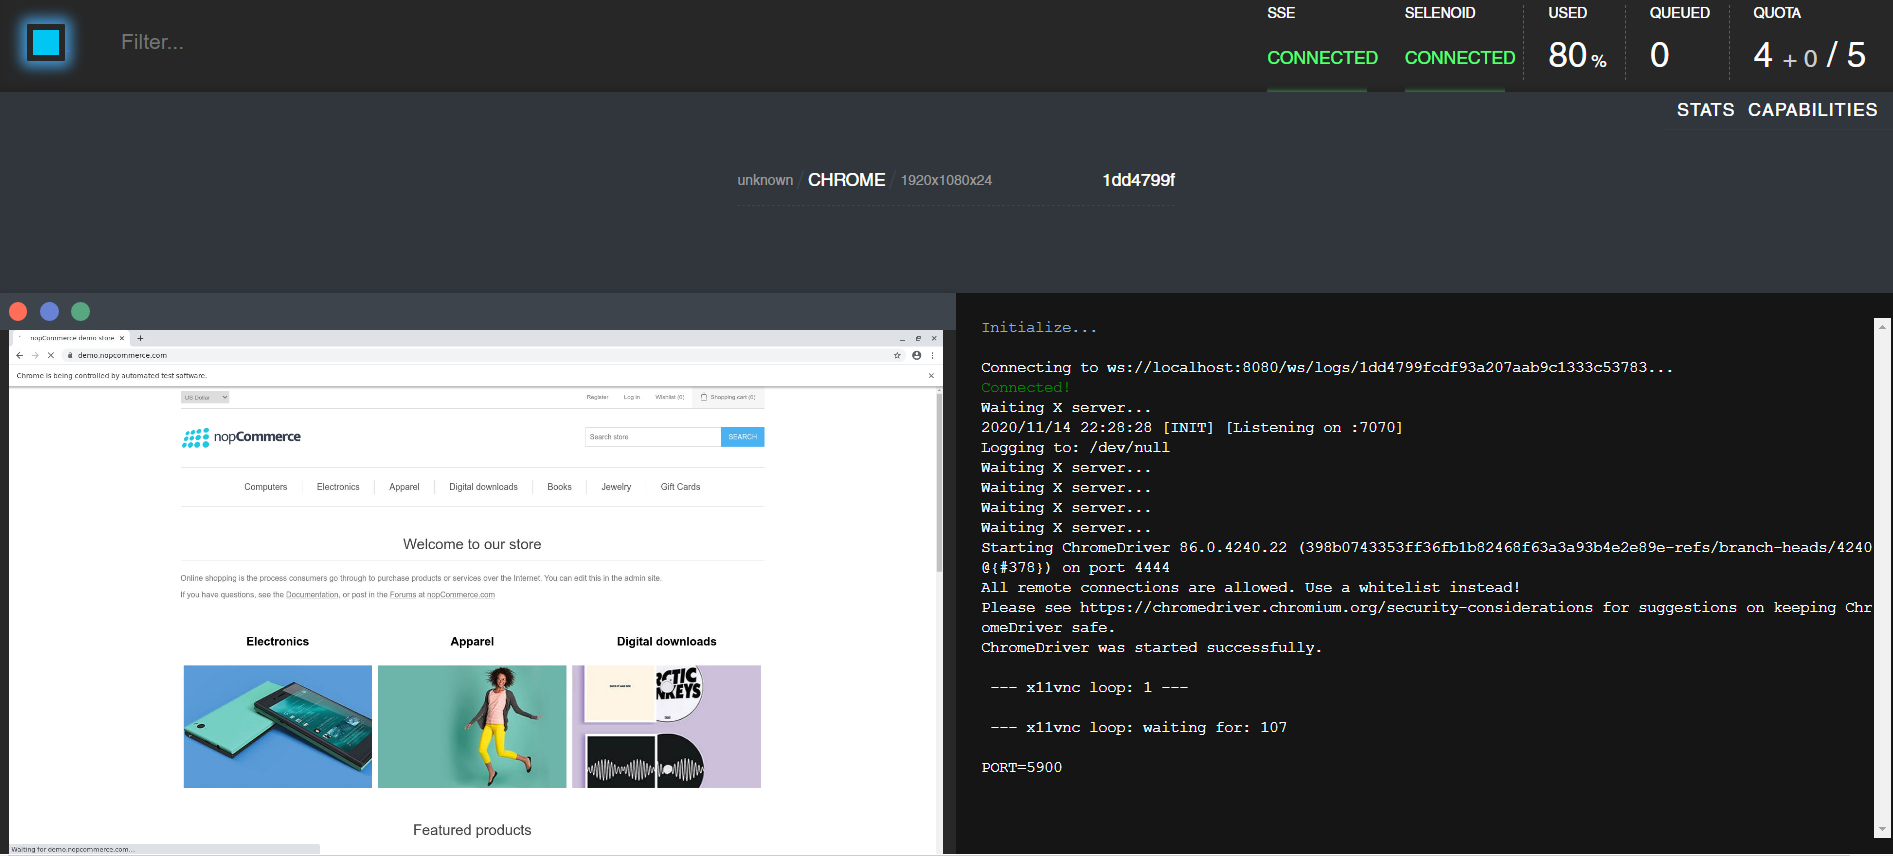 Filter...
SSE
CONNECTED
SELENOID
CONNECTED
USED
80 %
QUEUED
0
QUOTA
4 + 0 / 5
STATS CAPABILITIES
unknown / CHROME / 1920x1080x24 1dd4799f
nopCommerce demo store
demo.nopcommerce.com
Chrome is being controlled by automated test software.
US Dollar
Register Log in Wishlist (0) Shopping cart (0)
nopCommerce
Search store
SEARCH
Computers Electronics Apparel Digital downloads Books Jewelry Gift Cards
Welcome to our store
Online shopping is the process consumers go through to purchase products or services over the Internet. You can edit this in the admin site.
If you have questions, see the Documentation, or post in the Forums at nopCommerce.com
Electronics Apparel Digital downloads
Featured products
Waiting for demo.nopcommerce.com...
Initialize...
Connecting to ws://localhost:8080/ws/logs/1dd4799fcdf93a207aab9c1333c53783...
Connected!
Waiting X server...
2020/11/14 22:28:28 [INIT] [Listening on :7070]
Logging to: /dev/null
Waiting X server...
Waiting X server...
Waiting X server...
Waiting X server...
Starting ChromeDriver 86.0.4240.22 (398b0743353ff36fb1b82468f63a3a93b4e2e89e-refs/branch-heads/4240
@{#378}) on port 4444
All remote connections are allowed. Use a whitelist instead!
Please see https://chromedriver.chromium.org/security-considerations for suggestions on keeping Chr
omeDriver safe.
ChromeDriver was started successfully.
--- x11vnc loop: 1 ---
--- x11vnc loop: waiting for: 107
PORT=5900